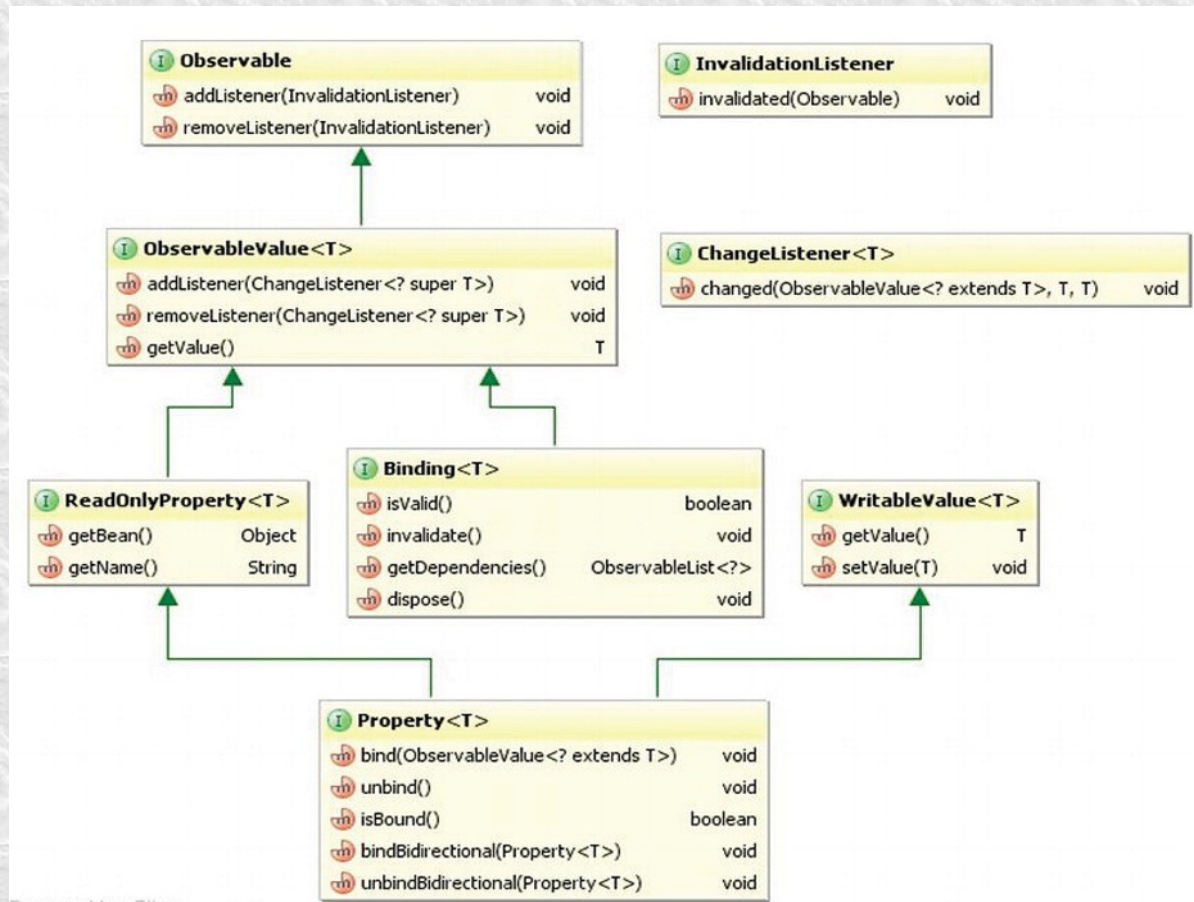 I Observable
m addListener(InvalidationListener) void
m removeListener(InvalidationListener) void
I InvalidationListener
m invalidated(Observable) void
I ObservableValue<T>
m addListener(ChangeListener<? super T>) void
m removeListener(ChangeListener<? super T>) void
m getValue() T
I ChangeListener<T>
m changed(ObservableValue<? extends T>, T, T) void
I ReadOnlyProperty<T>
m getBean() Object
m getName() String
I Binding<T>
m isValid() boolean
m invalidate() void
m getDependencies() ObservableList<?>
m dispose() void
I WritableValue<T>
m getValue() T
m setValue(T) void
I Property<T>
m bind(ObservableValue<? extends T>) void
m unbind() void
m isBound() boolean
m bindBidirectional(Property<T>) void
m unbindBidirectional(Property<T>) void